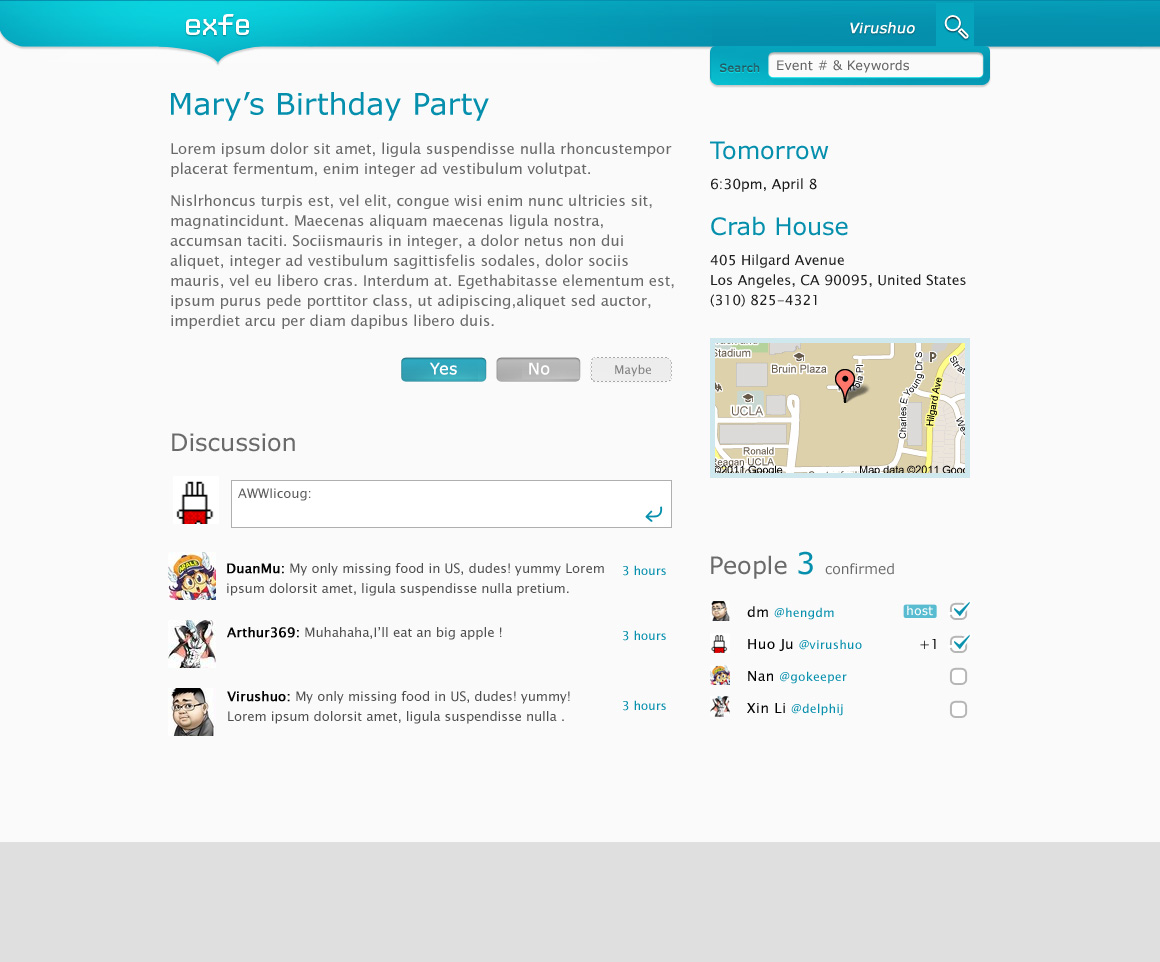 exfe
Virushuo
Search
Event # & Keywords
Mary’s Birthday Party
Lorem ipsum dolor sit amet, ligula suspendisse nulla rhoncustempor
placerat fermentum, enim integer ad vestibulum volutpat.
Nislrhoncus turpis est, vel elit, congue wisi enim nunc ultricies sit,
magnatincidunt. Maecenas aliquam maecenas ligula nostra,
accumsan taciti. Sociismauris in integer, a dolor netus non dui
aliquet, integer ad vestibulum sagittisfelis sodales, dolor sociis
mauris, vel eu libero cras. Interdum at. Egethabitasse elementum est,
ipsum purus pede porttitor class, ut adipiscing,aliquet sed auctor,
imperdiet arcu per diam dapibus libero duis.
Yes
No
Maybe
Discussion
AWWlicoug:
DuanMu: My only missing food in US, dudes! yummy Lorem
ipsum dolorsit amet, ligula suspendisse nulla pretium.
3 hours
Arthur369: Muhahaha,I’ll eat an big apple !
3 hours
Virushuo: My only missing food in US, dudes! yummy!
Lorem ipsum dolorsit amet, ligula suspendisse nulla .
3 hours
Tomorrow
6:30pm, April 8
Crab House
405 Hilgard Avenue
Los Angeles, CA 90095, United States
(310) 825-4321
Stadium
Bruin Plaza
P
UCLA
Charles E Young Dr S
Hilgard Ave
Ronald
Reagan UCLA
©2011 Google
Map data ©2011 Goog
People 3 confirmed
dm @hengdm host
Huo Ju @virushuo +1
Nan @gokeeper
Xin Li @delphij